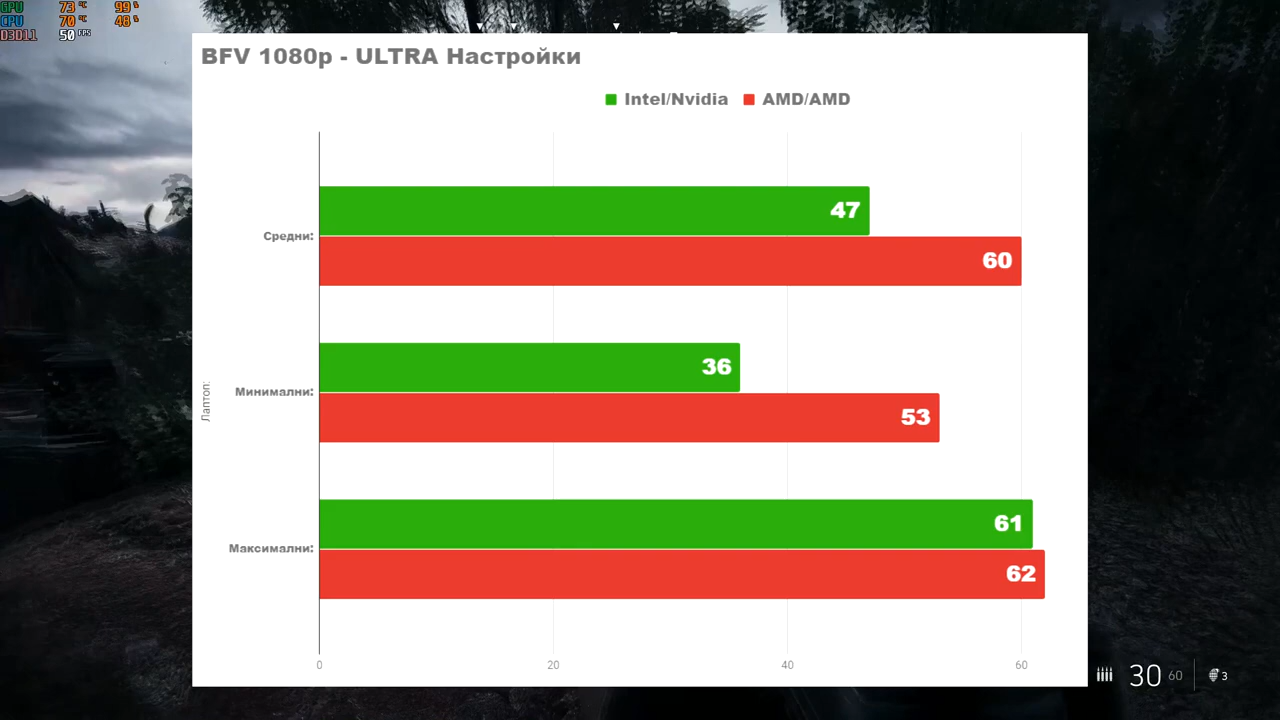 GPU 73 °C 99 %
CPU 70 °C 48 %
D3D11 50 FPS
BFV 1080p - ULTRA Настройки
Intel/Nvidia AMD/AMD
47
Средни:
60
36
Лаптоп:
Минимални:
53
61
Максимални:
62
0 20 40 60
30 60 3